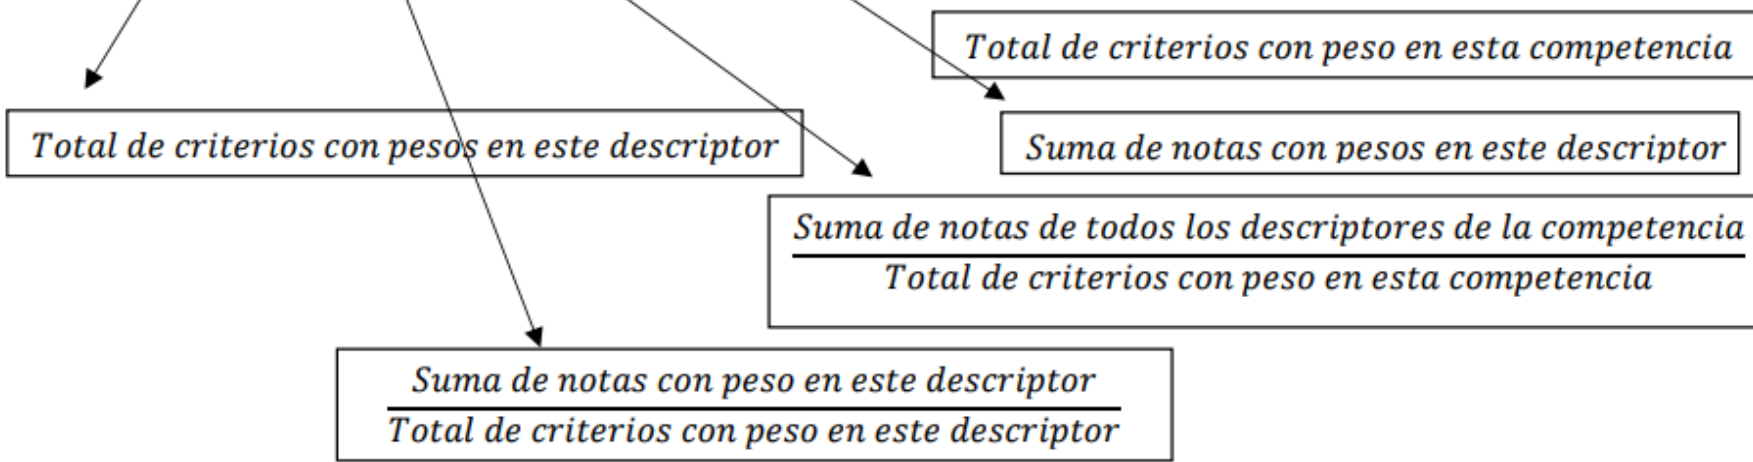 Total de criterios con peso en esta competencia
Total de criterios con pesos en este descriptor
Suma de notas con pesos en este descriptor
Suma de notas de todos los descriptores de la competencia
Total de criterios con peso en esta competencia
Suma de notas con peso en este descriptor
Total de criterios con peso en este descriptor